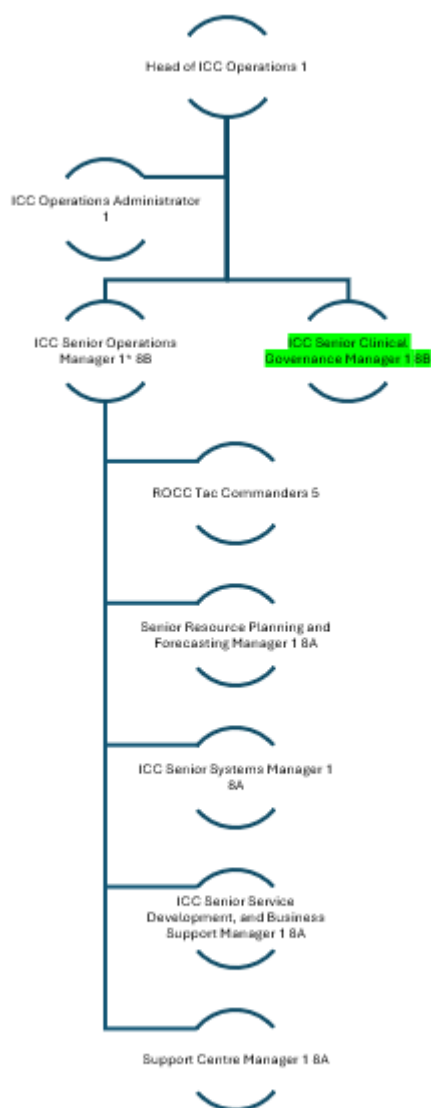 Head of ICC Operations 1
ICC Operations Administrator
1
ICC Senior Operations
Manager 1* 8B
ICC Senior Clinical
Governance Manager 1 8B
ROCC Tac Commanders 5
Senior Resource Planning and
Forecasting Manager 1 8A
ICC Senior Systems Manager 1
8A
ICC Senior Service
Development, and Business
Support Manager 1 8A
Support Centre Manager 1 8A